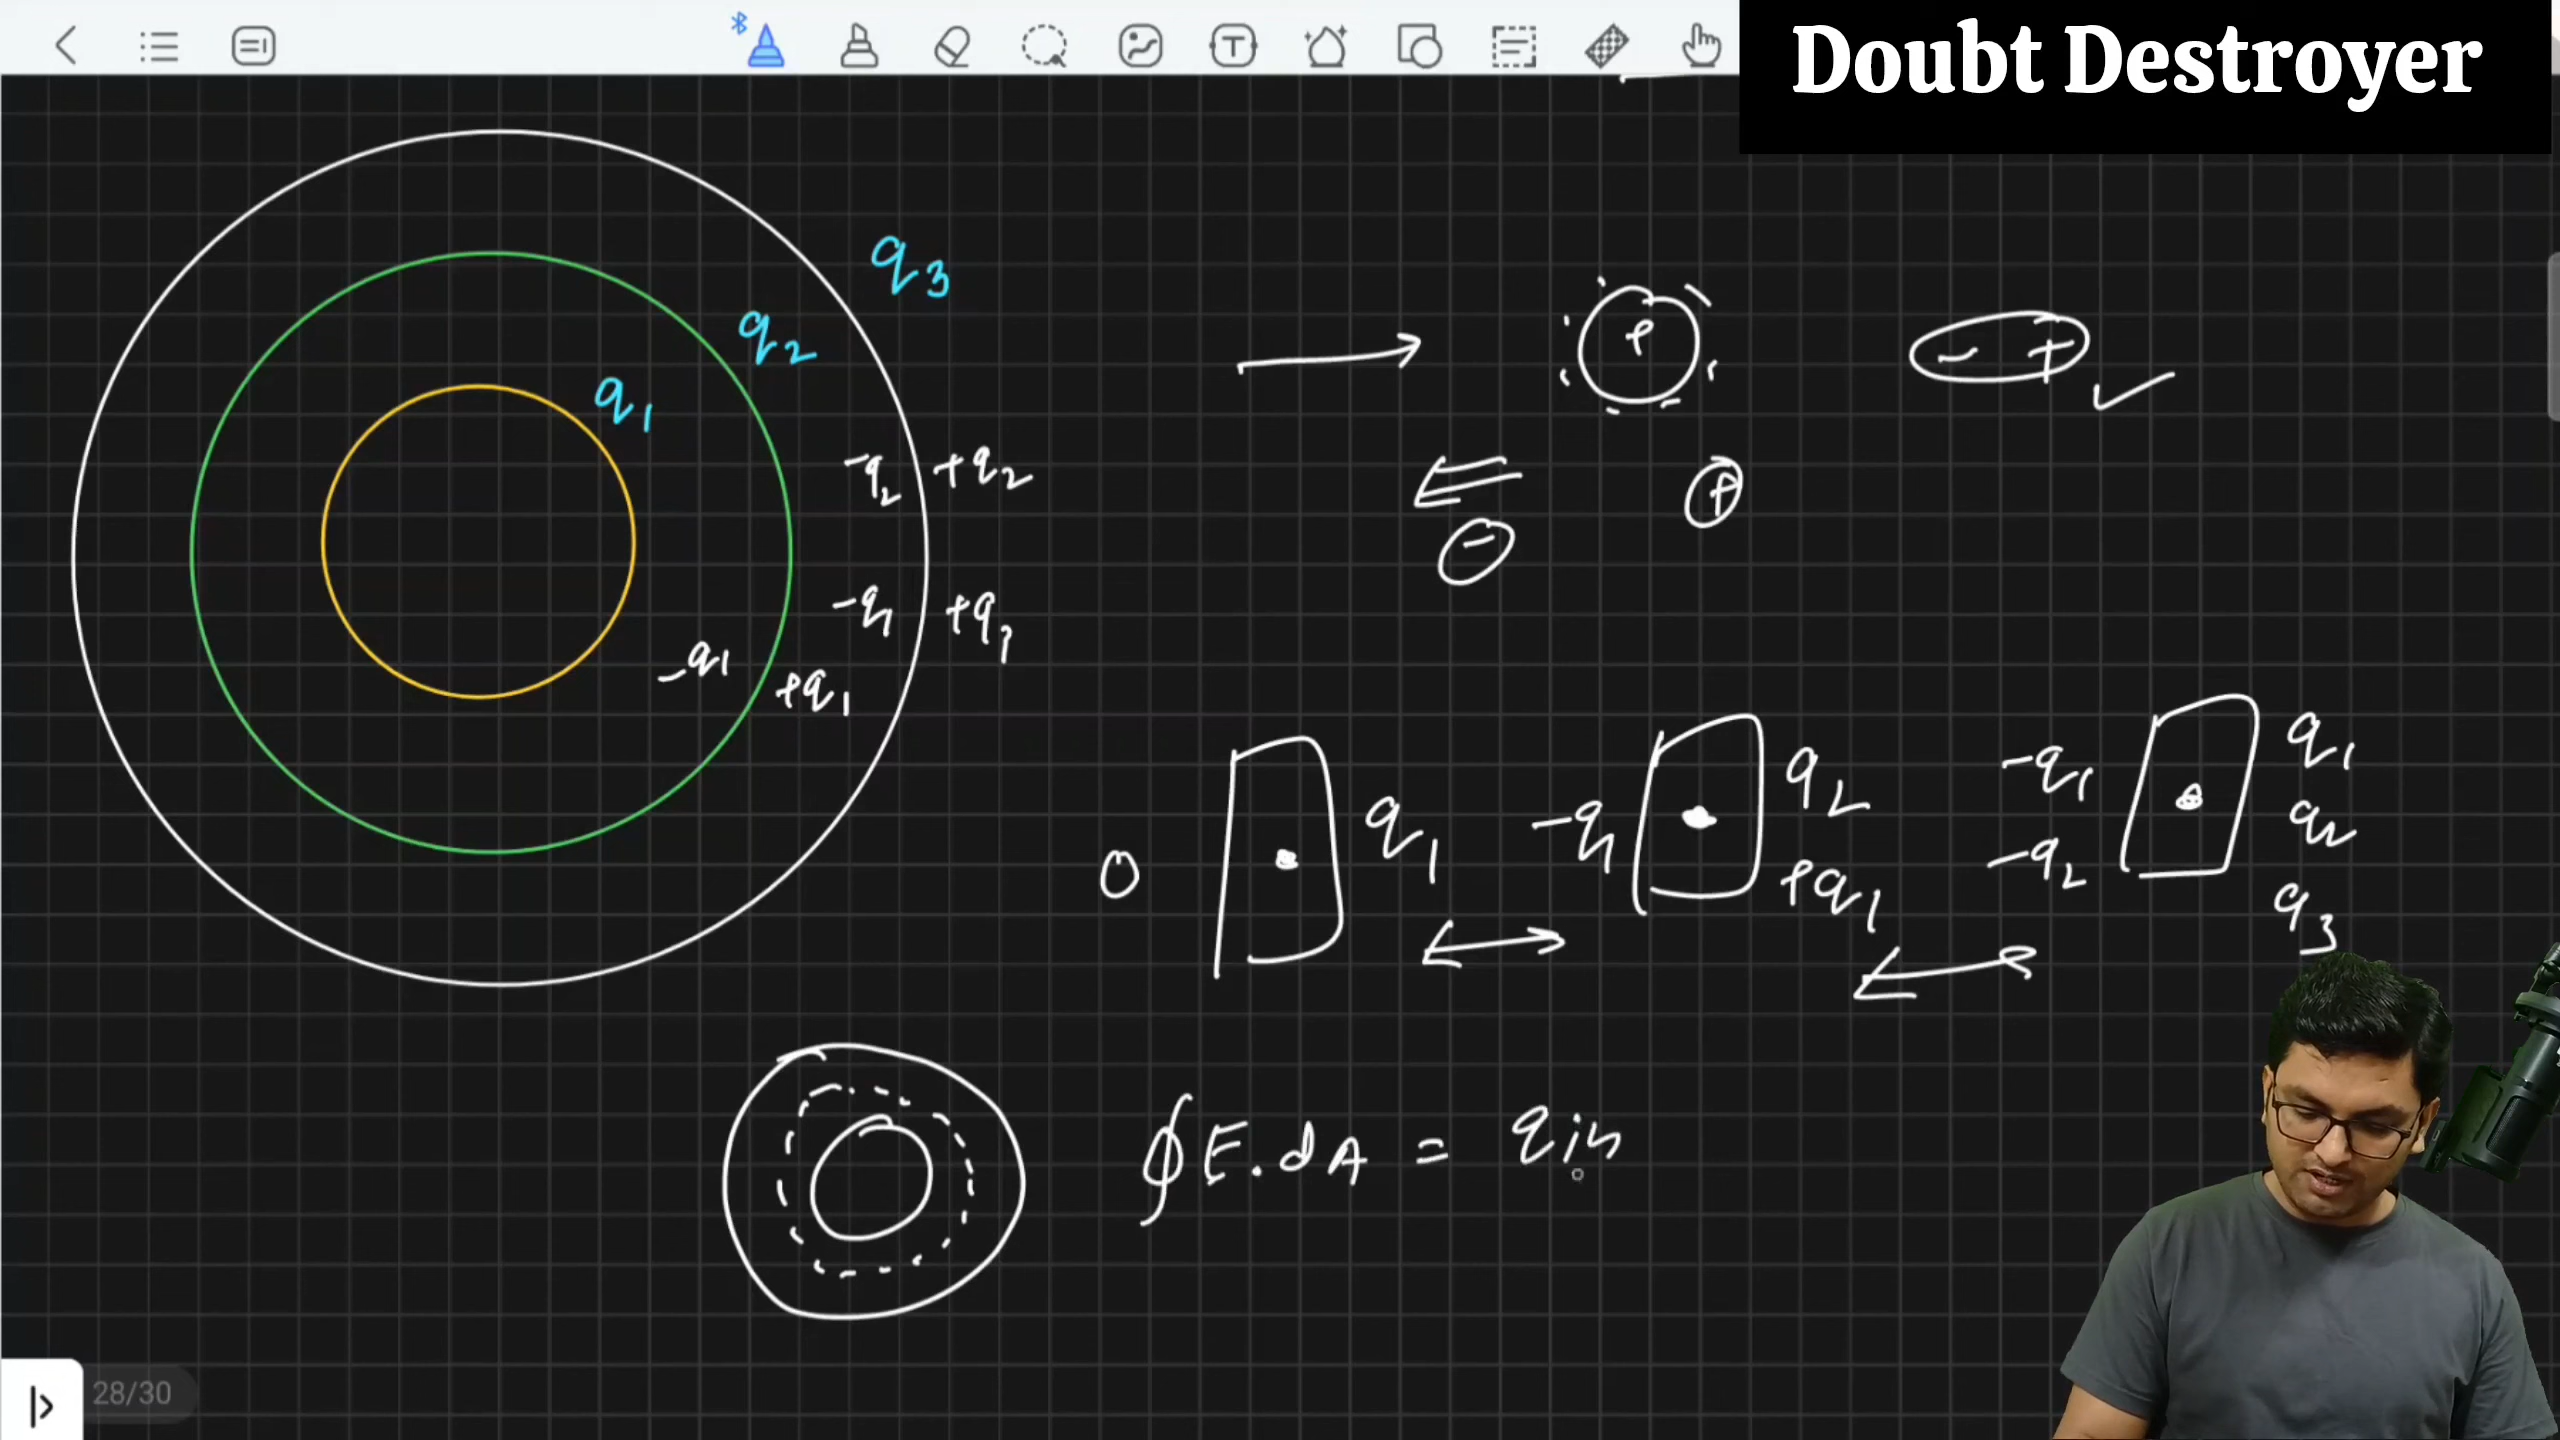 Doubt Destroyer
q3
q2
q1
-q2 +q2
-q1 +q1
-q1 +q1
+
- +
-
+
0
q1
-q1
q2
+q1
-q1
-q2
q1
q2
q3
∮E.dA = qin
28/30